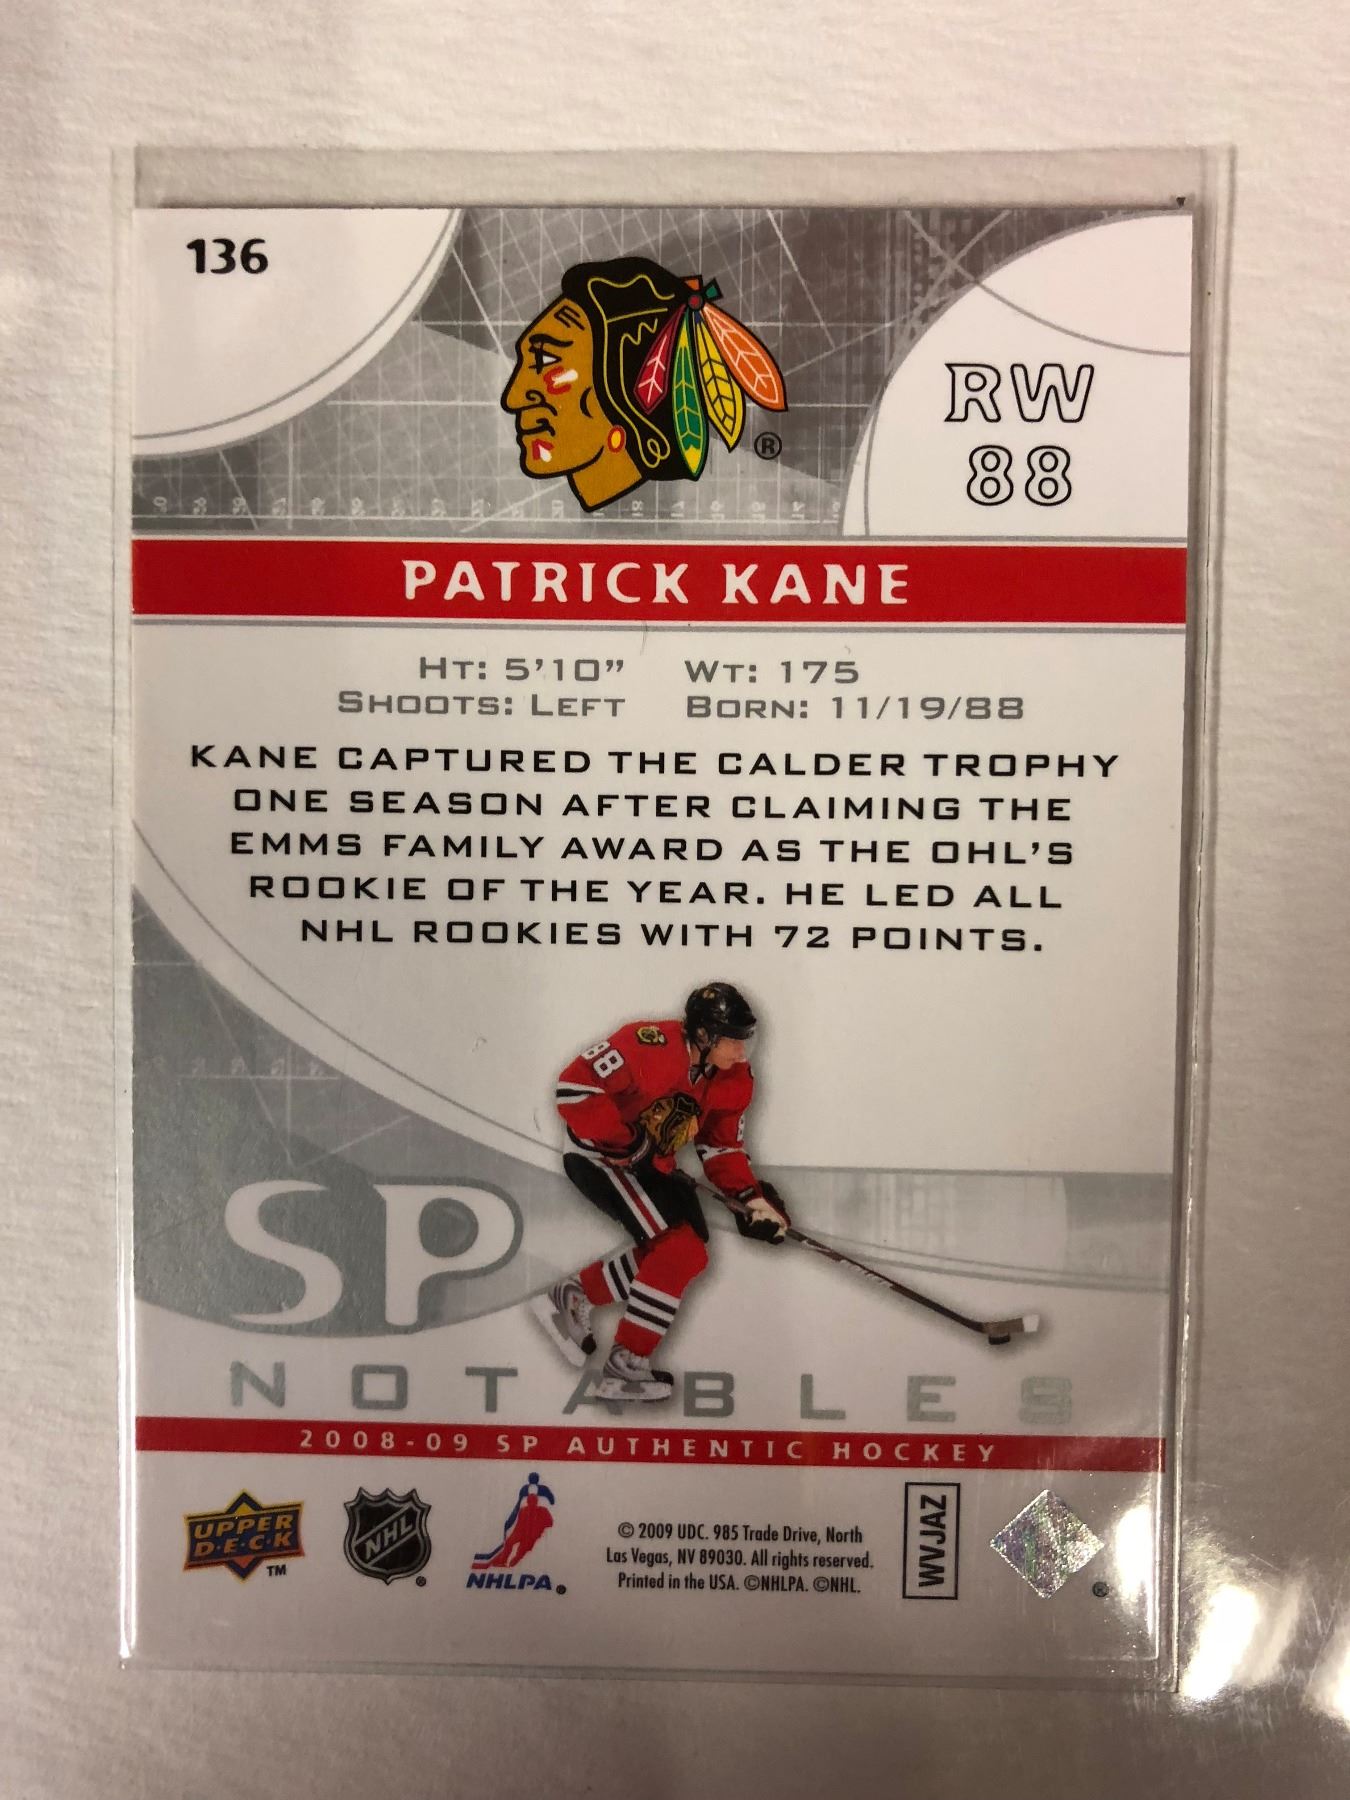 136
®
RW
88
PATRICK KANE
HT: 5'10" WT: 175
SHOOTS: LEFT BORN: 11/19/88
KANE CAPTURED THE CALDER TROPHY
ONE SEASON AFTER CLAIMING THE
EMMS FAMILY AWARD AS THE OHL'S
ROOKIE OF THE YEAR. HE LED ALL
NHL ROOKIES WITH 72 POINTS.
88
SP
NOTABLES
2008-09 SP AUTHENTIC HOCKEY
UPPER
D·E·C·K
TM
NHL
NHLPA®
© 2009 UDC. 985 Trade Drive, North
Las Vegas, NV 89030. All rights reserved.
Printed in the USA. ©NHLPA. ©NHL.
WVJAZ
®